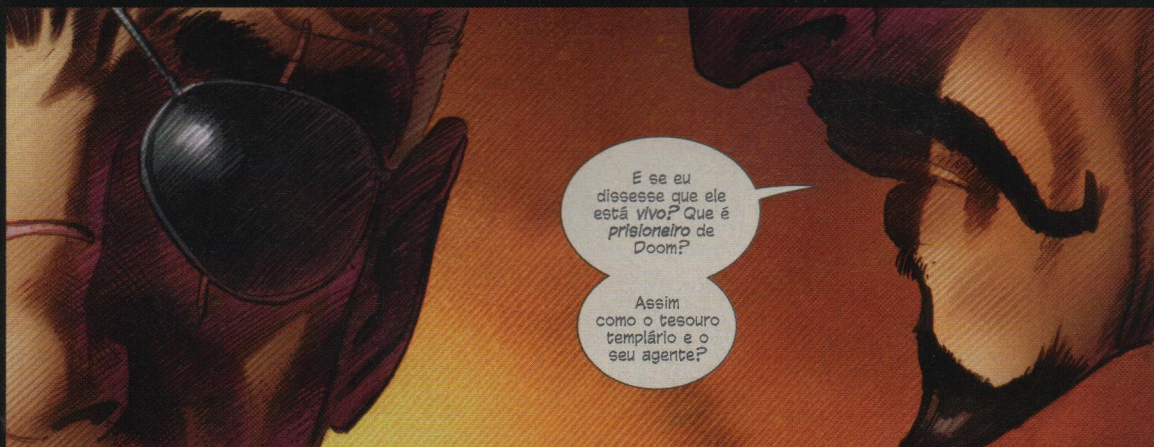 E se eu
dissesse que ele
está vivo? Que é
prisioneiro de
Doom?
Assim
como o tesouro
templário e o
seu agente?